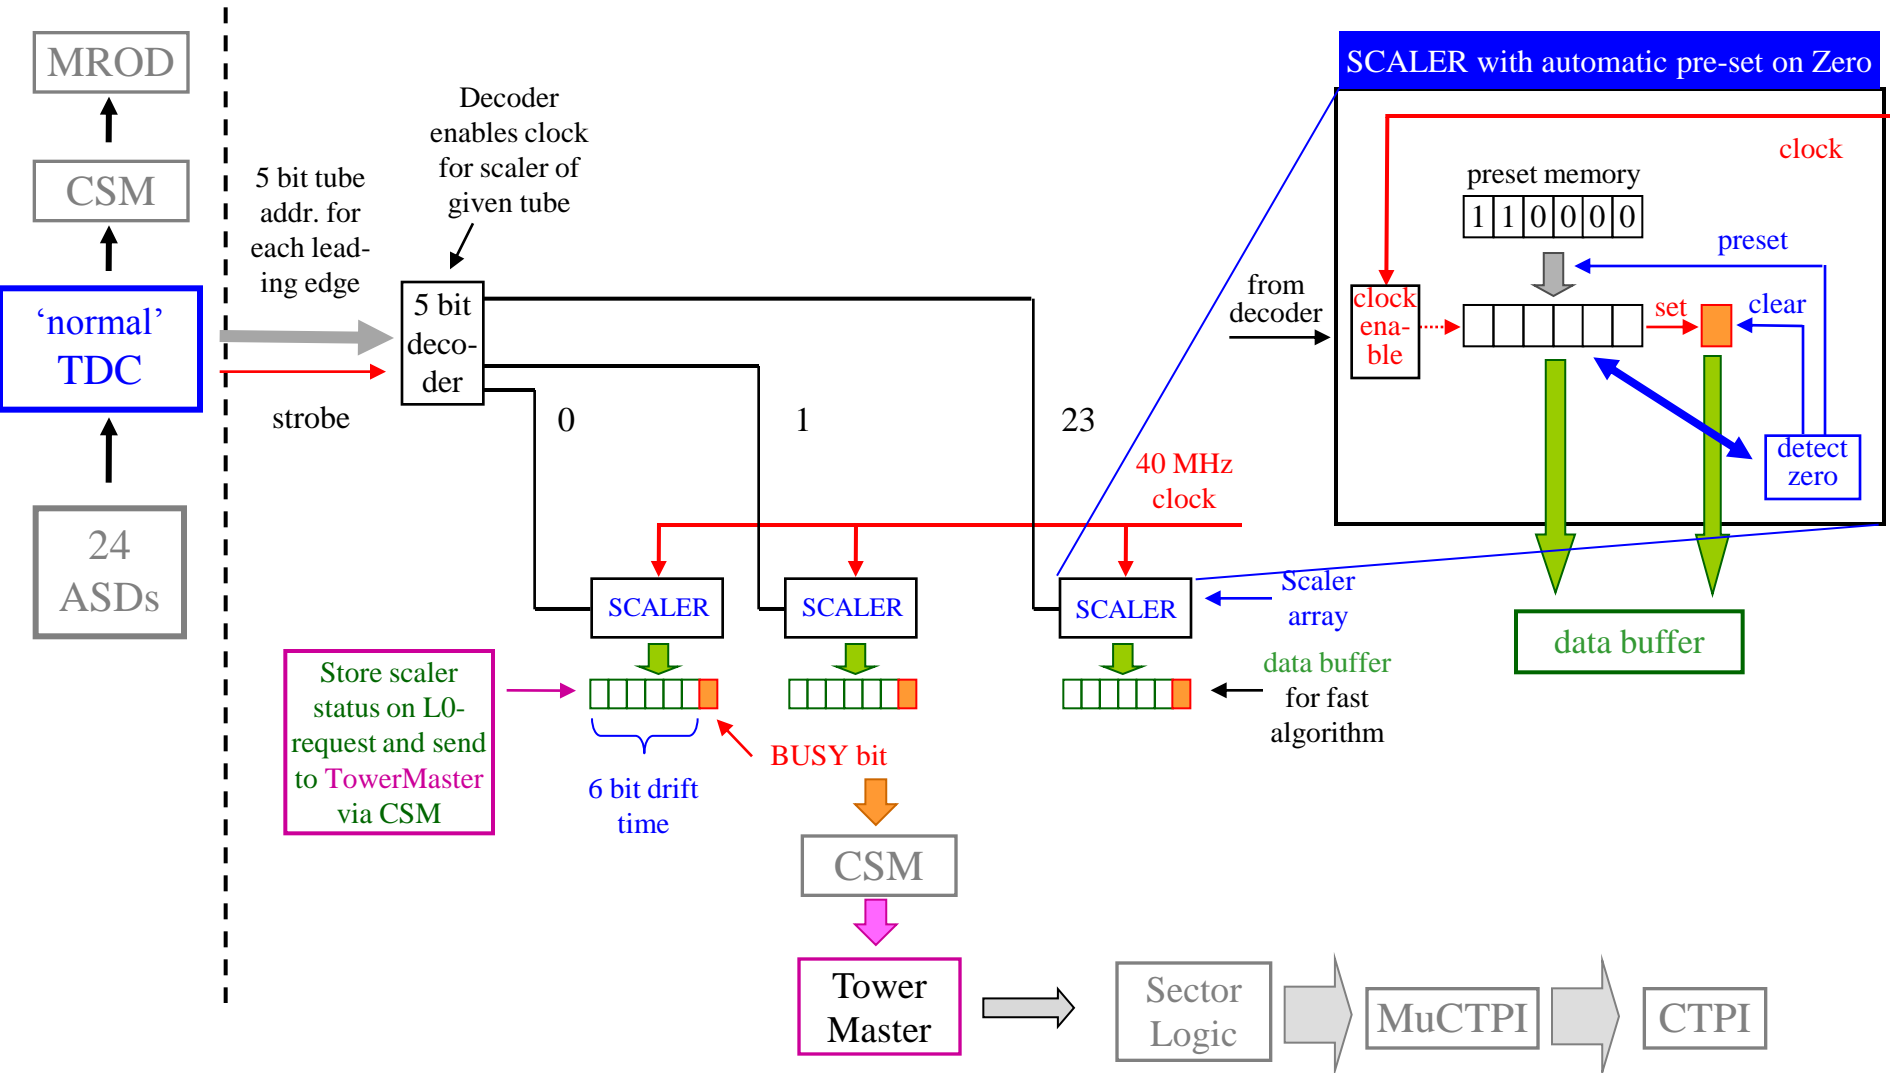 MROD
CSM
‘normal’
TDC
24
ASDs
5 bit tube
addr. for
each lead-
ing edge
strobe
Decoder
enables clock
for scaler of
given tube
5 bit
deco-
der
0
1
23
40 MHz
clock
SCALER
SCALER
SCALER
Scaler
array
data buffer
for fast
algorithm
Store scaler
status on L0-
request and send
to TowerMaster
via CSM
BUSY bit
6 bit drift
time
CSM
Tower
Master
Sector
Logic
MuCTPI
CTPI
SCALER with automatic pre-set on Zero
clock
preset memory
1 1 0 0 0 0
preset
from
decoder
clock
ena-
ble
set
clear
detect
zero
data buffer